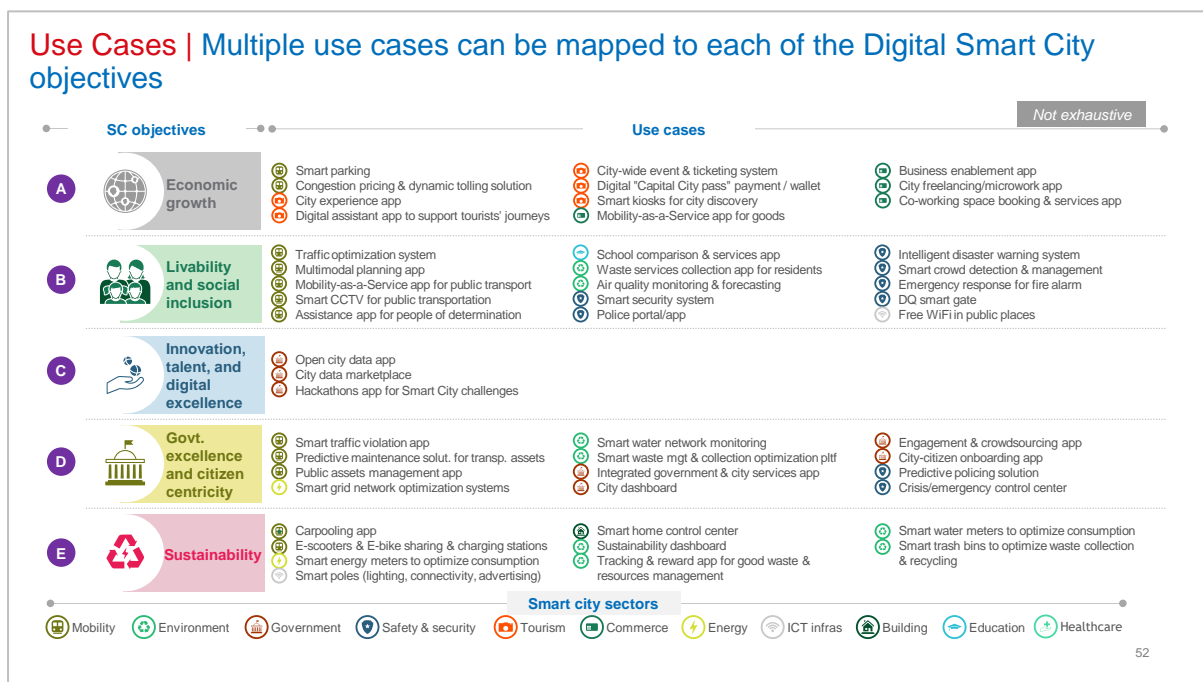 Use Cases | Multiple use cases can be mapped to each of the Digital Smart City
objectives
Not exhaustive
SC objectives
Use cases
A
Economic
growth
Smart parking
Congestion pricing & dynamic tolling solution
City experience app
Digital assistant app to support tourists' journeys
City-wide event & ticketing system
Digital "Capital City pass" payment / wallet
Smart kiosks for city discovery
Mobility-as-a-Service app for goods
Business enablement app
City freelancing/microwork app
Co-working space booking & services app
B
Livability
and social
inclusion
Traffic optimization system
Multimodal planning app
Mobility-as-a-Service app for public transport
Smart CCTV for public transportation
Assistance app for people of determination
School comparison & services app
Waste services collection app for residents
Air quality monitoring & forecasting
Smart security system
Police portal/app
Intelligent disaster warning system
Smart crowd detection & management
Emergency response for fire alarm
DQ smart gate
Free WiFi in public places
C
Innovation,
talent, and
digital
excellence
Open city data app
City data marketplace
Hackathons app for Smart City challenges
D
Govt.
excellence
and citizen
centricity
Smart traffic violation app
Predictive maintenance solut. for transp. assets
Public assets management app
Smart grid network optimization systems
Smart water network monitoring
Smart waste mgt & collection optimization pltf
Integrated government & city services app
City dashboard
Engagement & crowdsourcing app
City-citizen onboarding app
Predictive policing solution
Crisis/emergency control center
E
Sustainability
Carpooling app
E-scooters & E-bike sharing & charging stations
Smart energy meters to optimize consumption
Smart poles (lighting, connectivity, advertising)
Smart home control center
Sustainability dashboard
Tracking & reward app for good waste &
resources management
Smart water meters to optimize consumption
Smart trash bins to optimize waste collection
& recycling
Smart city sectors
Mobility
Environment
Government
Safety & security
Tourism
Commerce
Energy
ICT infras
Building
Education
Healthcare
52